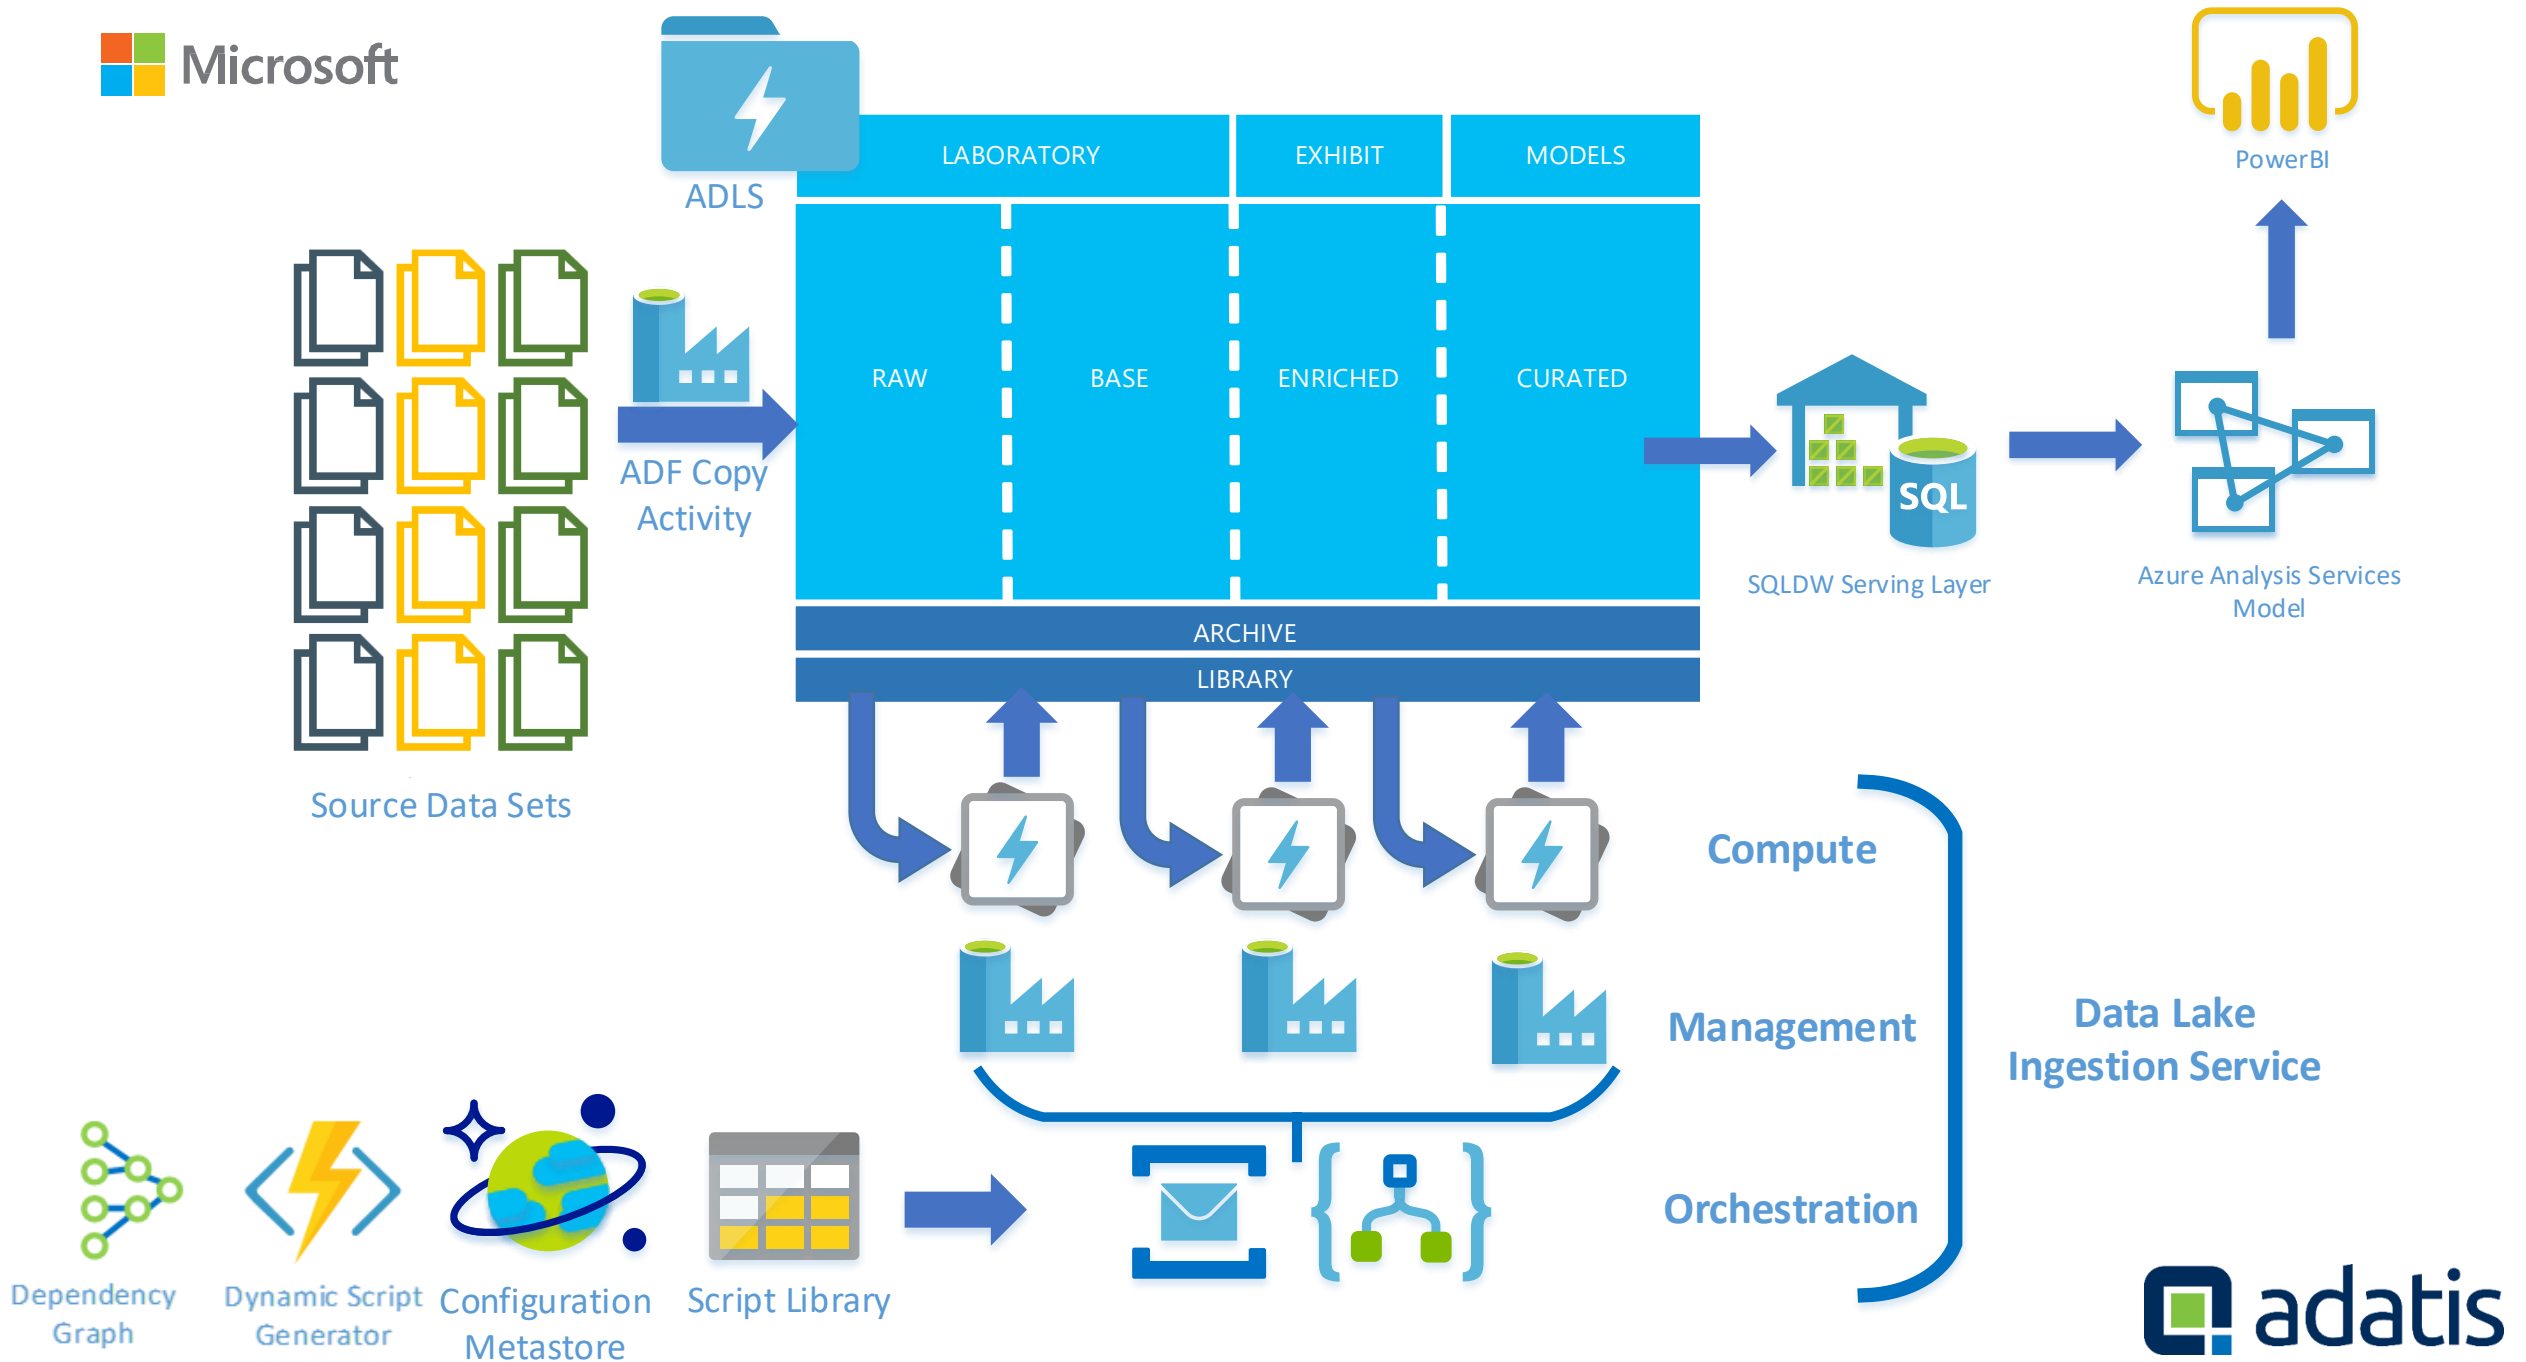 Microsoft
ADLS
LABORATORY
EXHIBIT
MODELS
PowerBI
RAW
BASE
ENRICHED
CURATED
ADF Copy
Activity
SQL
SQLDW Serving Layer
Azure Analysis Services
Model
ARCHIVE
LIBRARY
Source Data Sets
Compute
Management
Data Lake
Ingestion Service
Orchestration
Dependency
Graph
Dynamic Script
Generator
Configuration
Metastore
Script Library
adatis